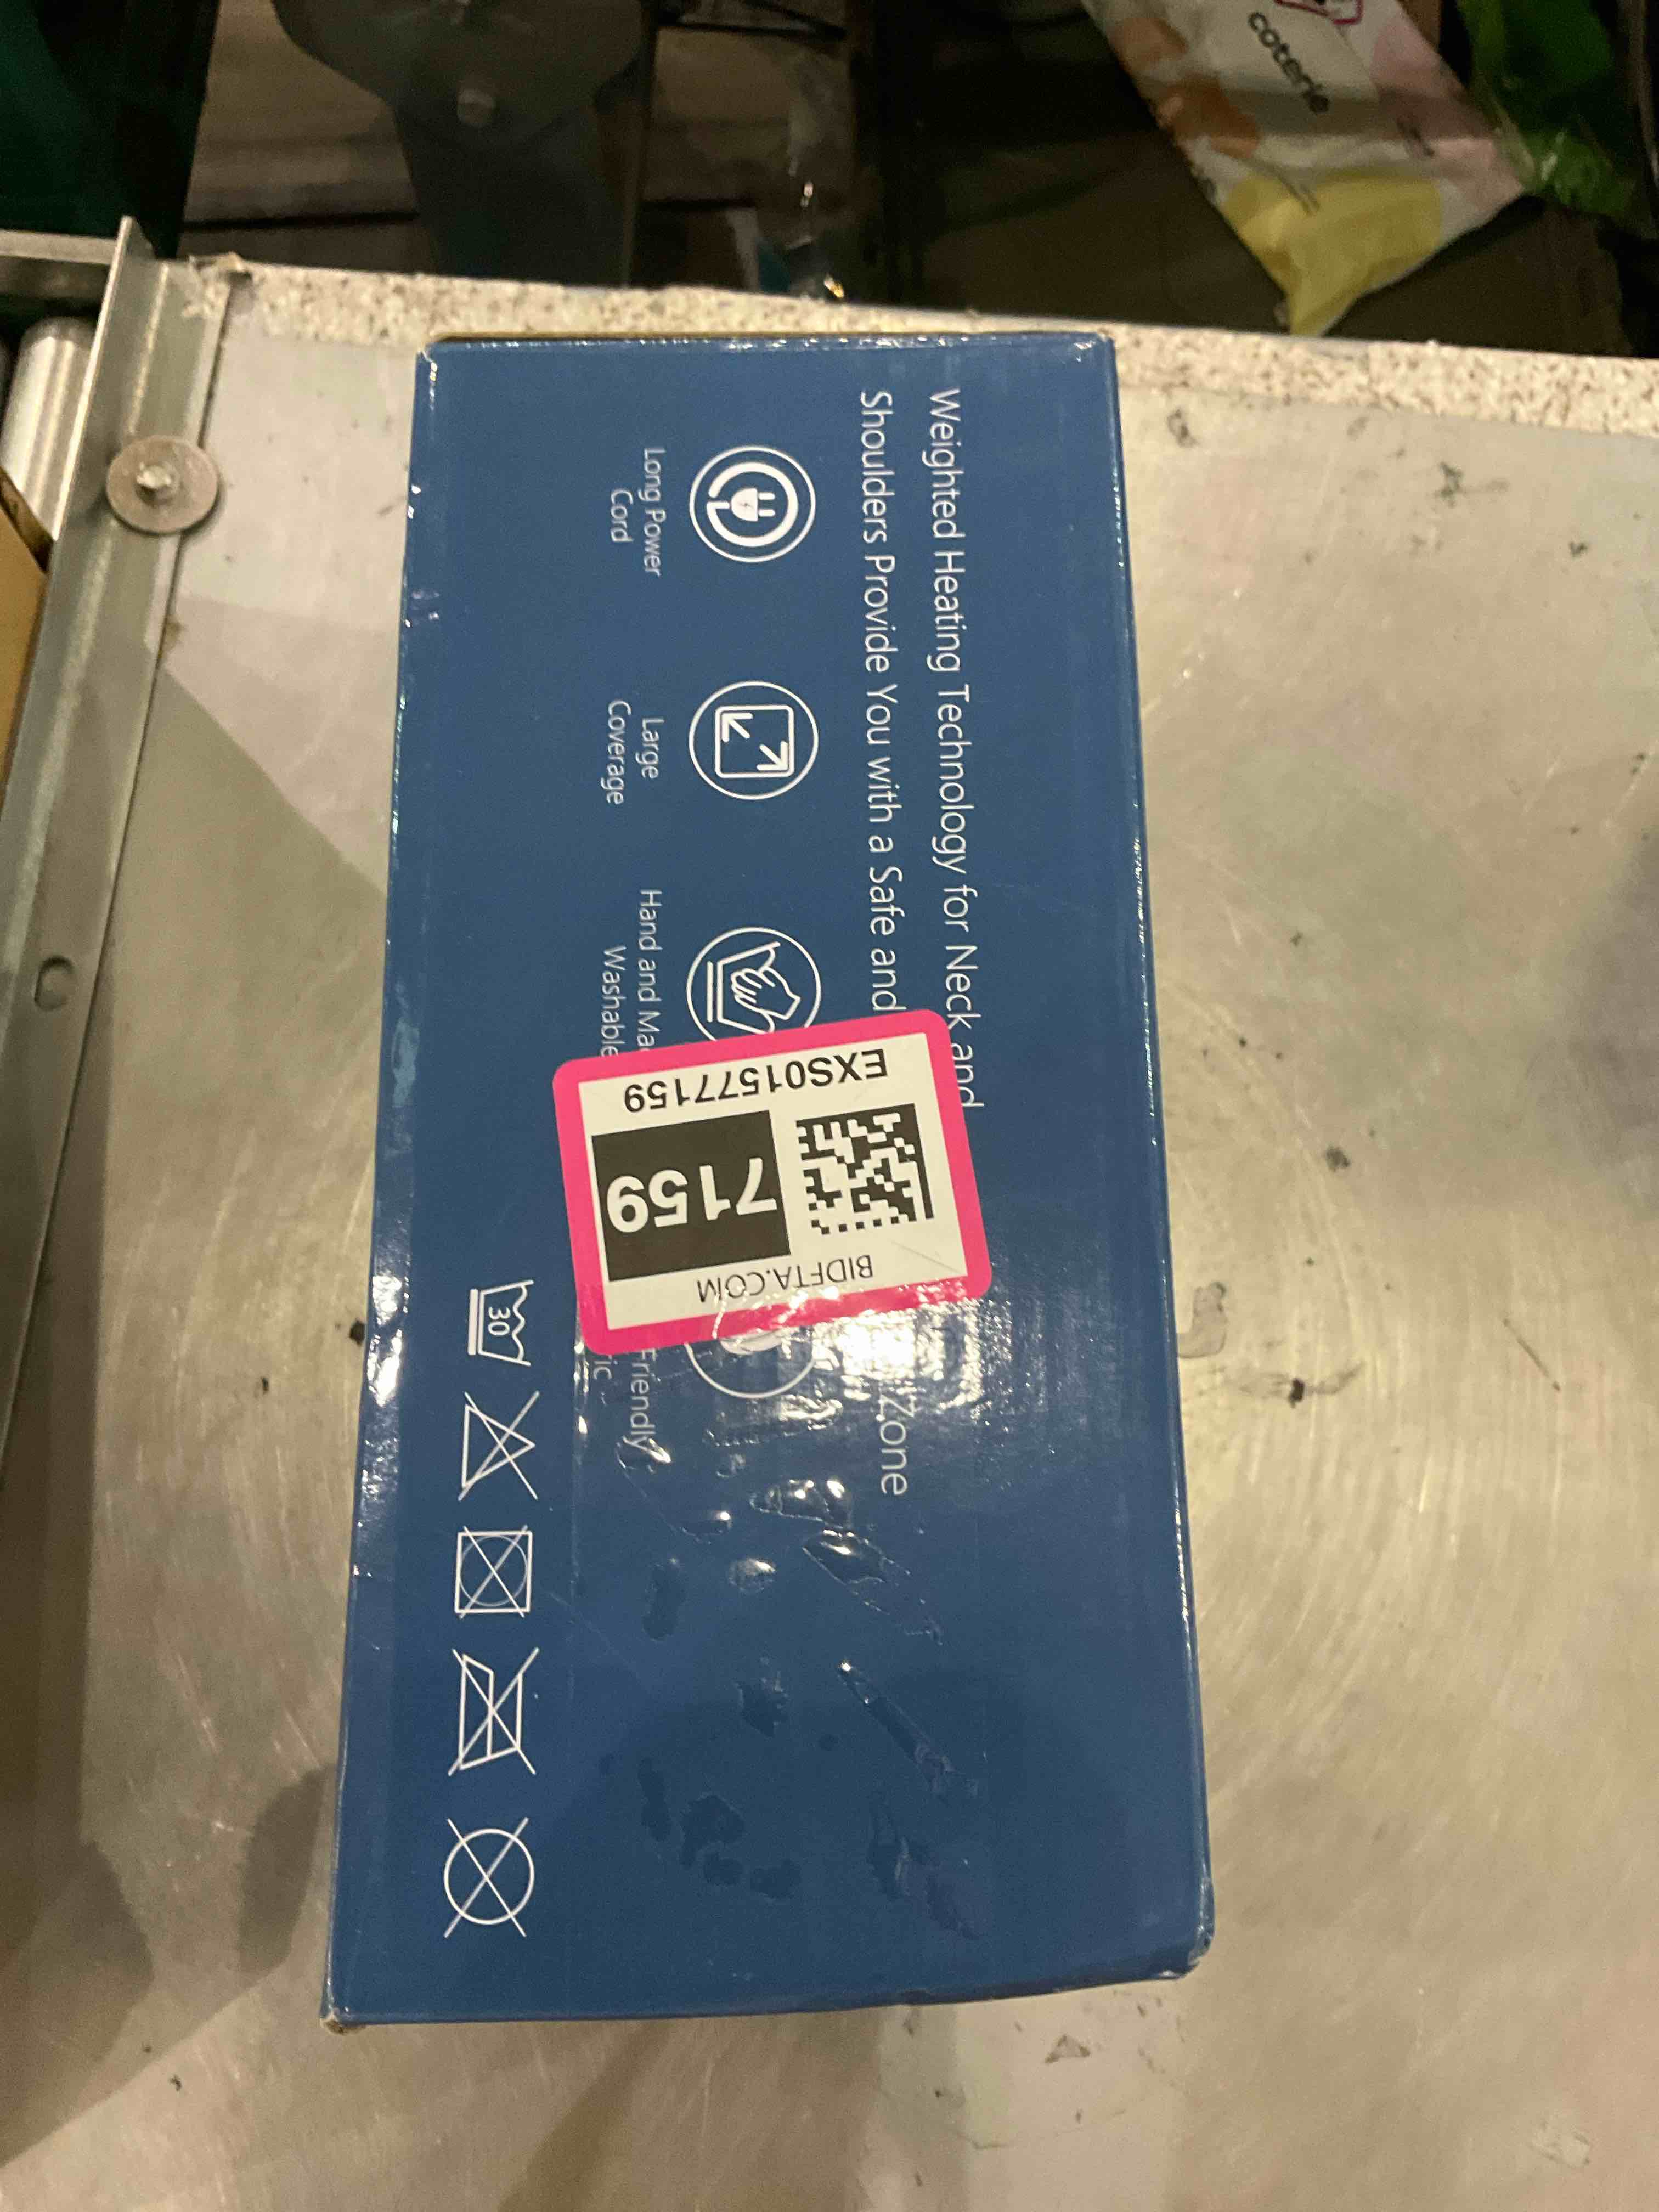 Weighted Heating Technology for Neck and
Shoulders Provide You with a Safe and
Zone
Long Power
Cord
Large
Coverage
Hand and
Washable
Friendly
30
EXS01577159
7159
BIDFTA.COM
coterie